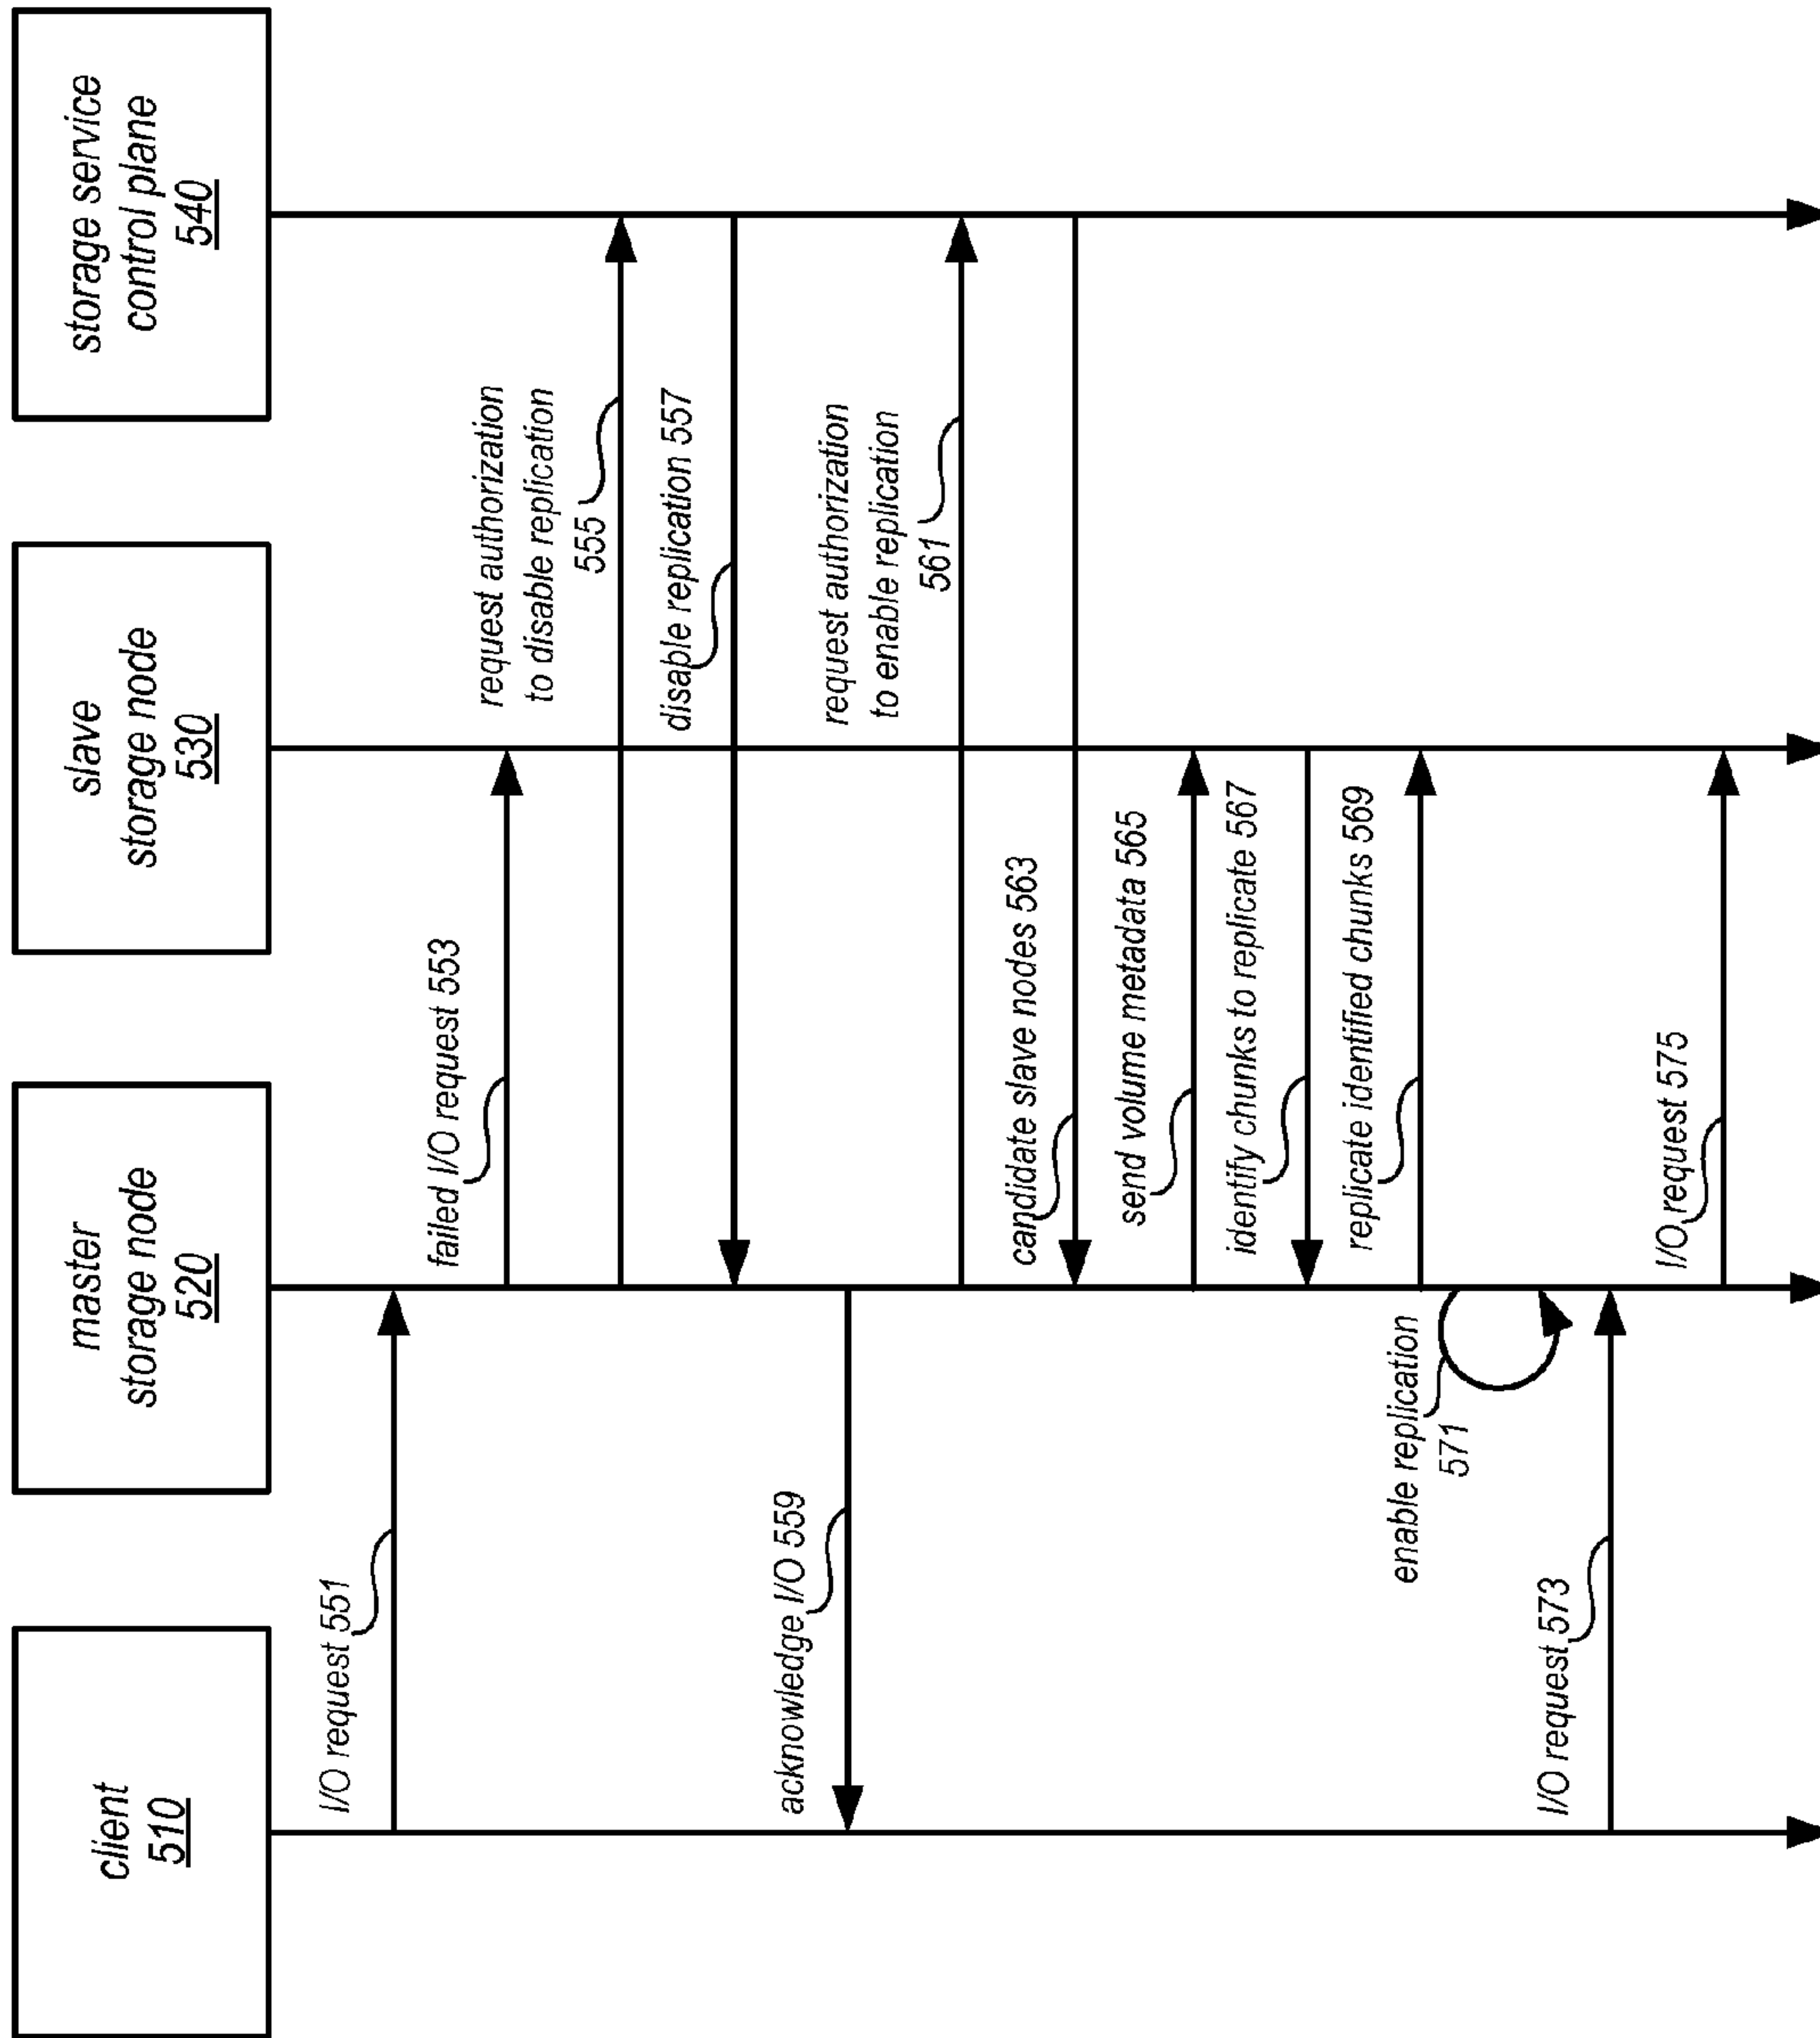 client
510
master
storage node
520
slave
storage node
530
storage service
control plane
540
I/O request 551
failed I/O request 553
request authorization
to disable replication
555
disable replication 557
acknowledge I/O 559
request authorization
to enable replication
561
candidate slave nodes 563
send volume metadata 565
identify chunks to replicate 567
replicate identified chunks 569
enable replication
571
I/O request 573
I/O request 575